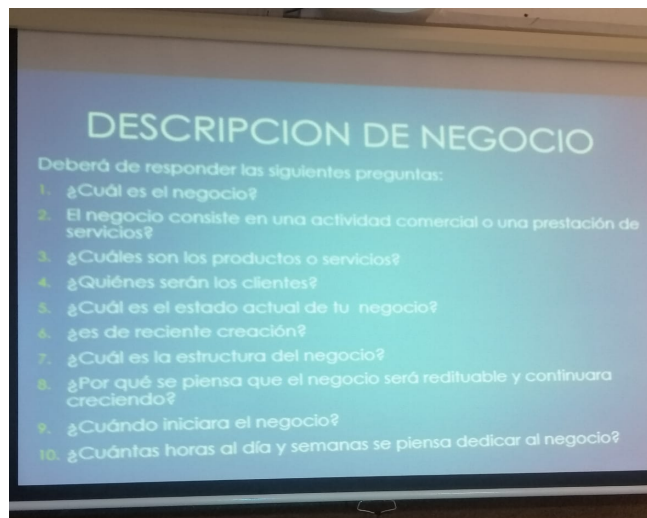 DESCRIPCION DE NEGOCIO
Deberá de responder las siguientes preguntas:
1. ¿Cuál es el negocio?
2. El negocio consiste en una actividad comercial o una prestación de
servicios?
3. ¿Cuáles son los productos o servicios?
4. ¿Quiénes serán los clientes?
5. ¿Cuál es el estado actual de tu negocio?
6. ¿es de reciente creación?
7. ¿Cuál es la estructura del negocio?
8. ¿Por qué se piensa que el negocio será redituable y continuara
creciendo?
9. ¿Cuándo iniciara el negocio?
10. ¿Cuántas horas al día y semanas se piensa dedicar al negocio?